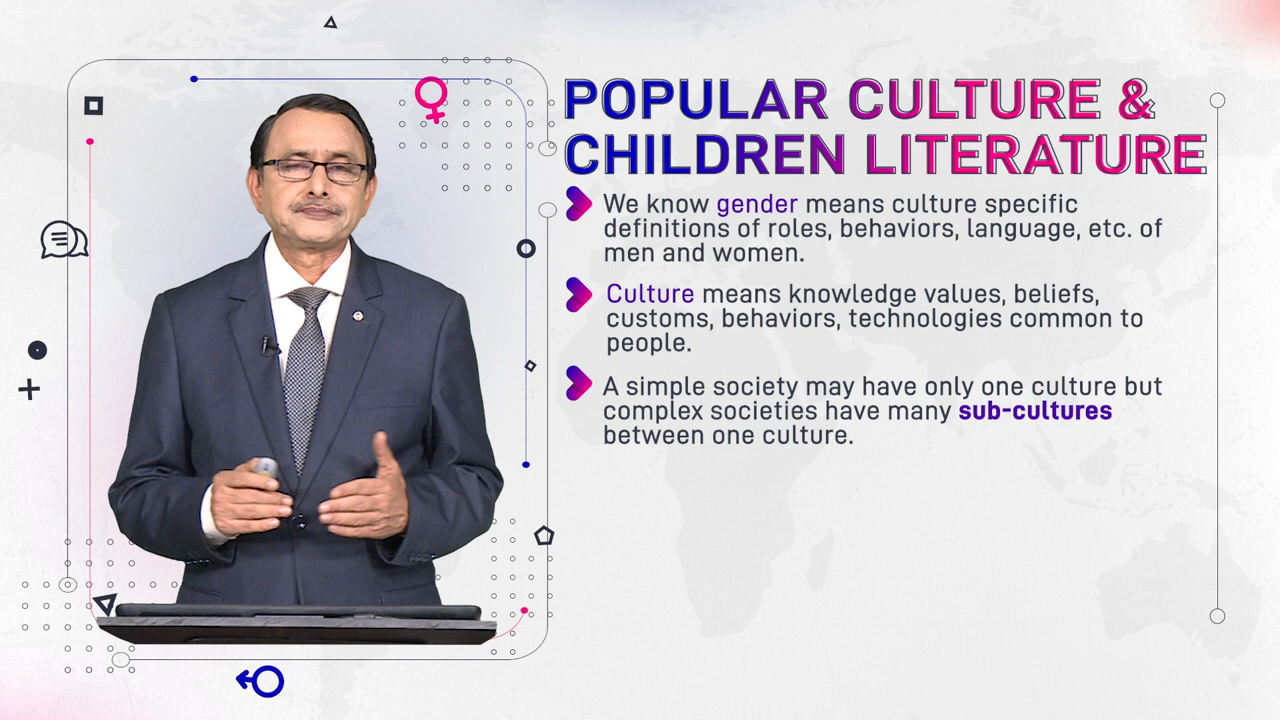 POPULAR CULTURE &
CHILDREN LITERATURE
We know gender means culture specific
definitions of roles, behaviors, language, etc. of
men and women.
Culture means knowledge values, beliefs,
customs, behaviors, technologies common to
people.
A simple society may have only one culture but
complex societies have many sub-cultures
between one culture.